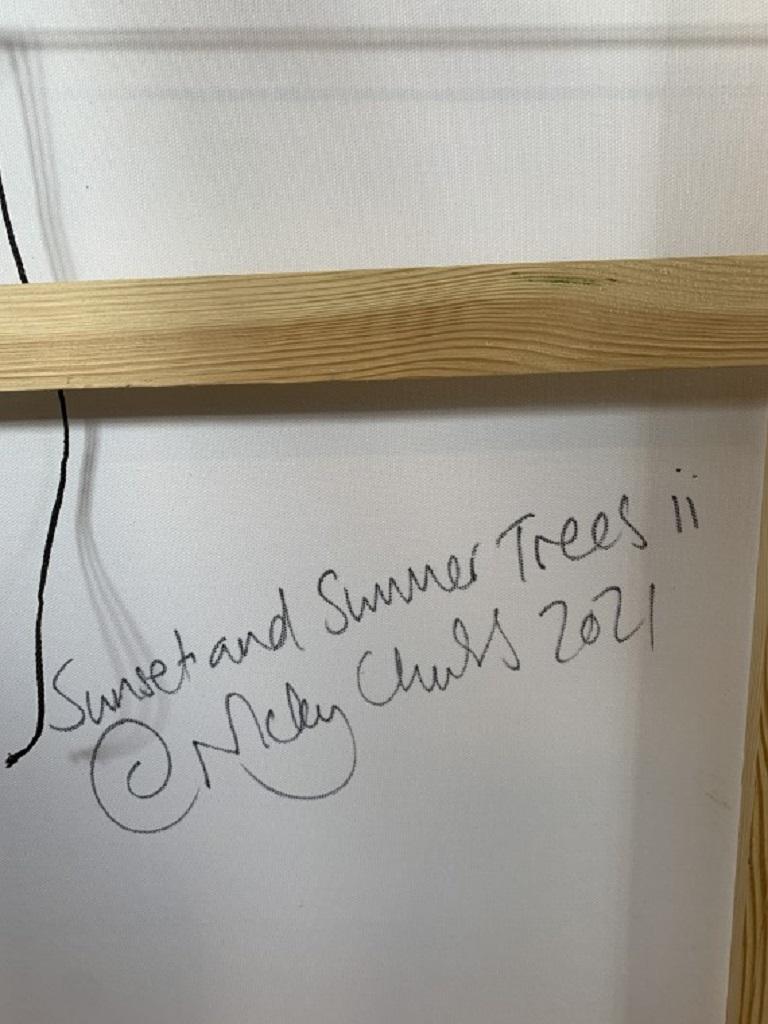 Sunset and Summer Trees ii
© Nicky Chubb 2021